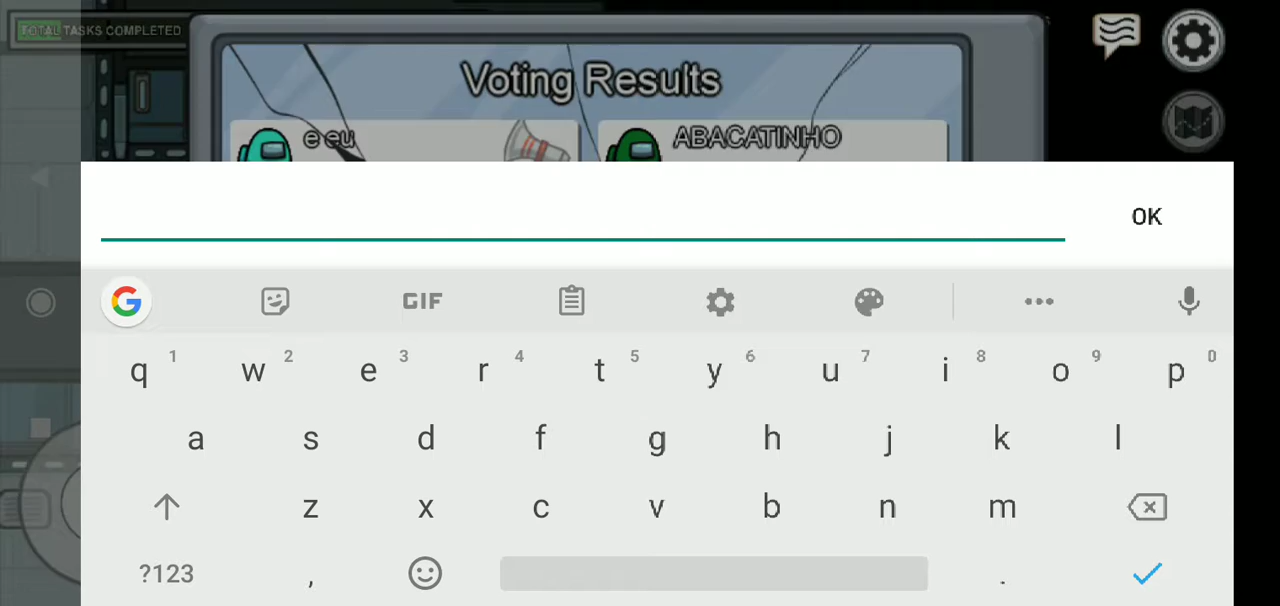 TOTAL TASKS COMPLETED
Voting Results
e eu
ABACATINHO
OK
G GIF
q 1 w 2 e 3 r 4 t 5 y 6 u 7 i 8 o 9 p 0
a s d f g h j k l
z x c v b n m
?123 , .